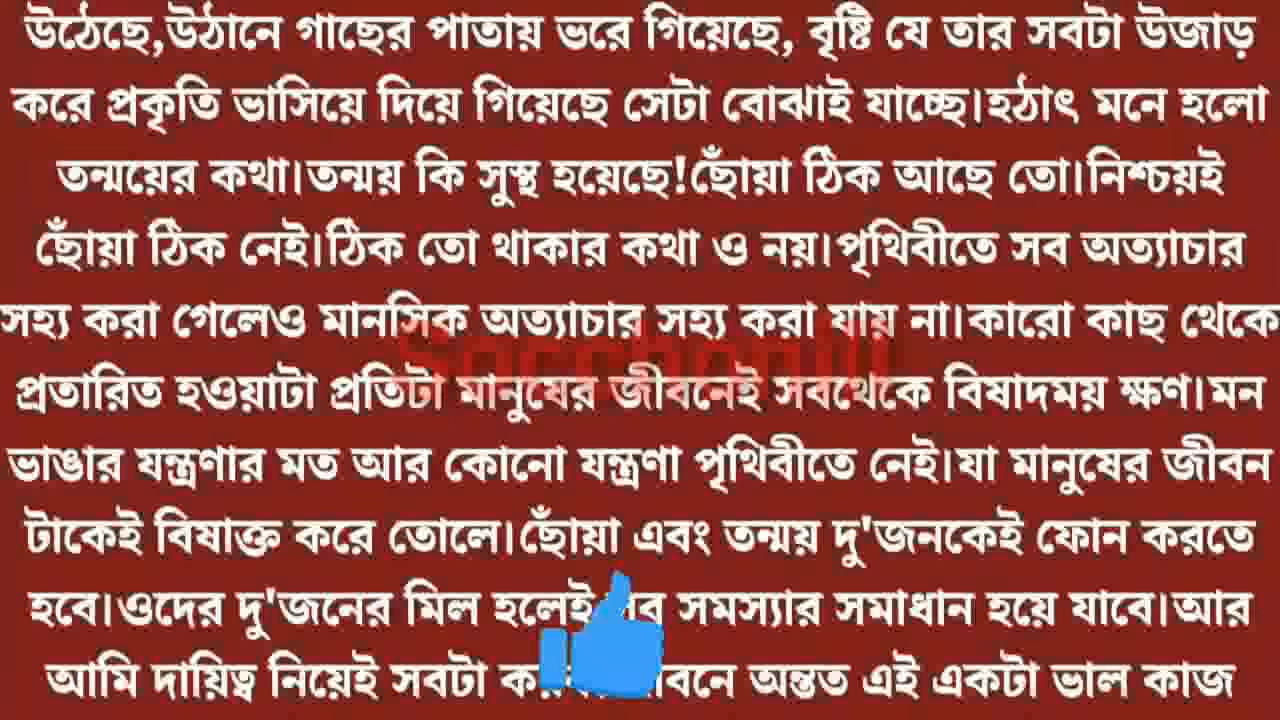 উঠেছে,উঠানে গাছের পাতায় ভরে গিয়েছে, বৃষ্টি যে তার সবটা উজাড়
করে প্রকৃতি ভাসিয়ে দিয়ে গিয়েছে সেটা বোঝাই যাচ্ছে।হঠাৎ মনে হলো
তন্ময়ের কথা।তন্ময় কি সুস্থ হয়েছে!ছোঁয়া ঠিক আছে তো।নিশ্চয়ই
ছোঁয়া ঠিক নেই।ঠিক তো থাকার কথা ও নয়।পৃথিবীতে সব অত্যাচার
সহ্য করা গেলেও মানসিক অত্যাচার সহ্য করা যায় না।কারো কাছ থেকে
প্রতারিত হওয়াটা প্রতিটা মানুষের জীবনেই সবথেকে বিষাদময় ক্ষণ।মন
ভাঙার যন্ত্রণার মত আর কোনো যন্ত্রণা পৃথিবীতে নেই।যা মানুষের জীবন
টাকেই বিষাক্ত করে তোলে।ছোঁয়া এবং তন্ময় দু'জনকেই ফোন করতে
হবে।ওদের দু'জনের মিল হলেই সমস্যার সমাধান হয়ে যাবে।আর
আমি দায়িত্ব নিয়েই সবটা অন্তত এই একটা ভাল কাজ